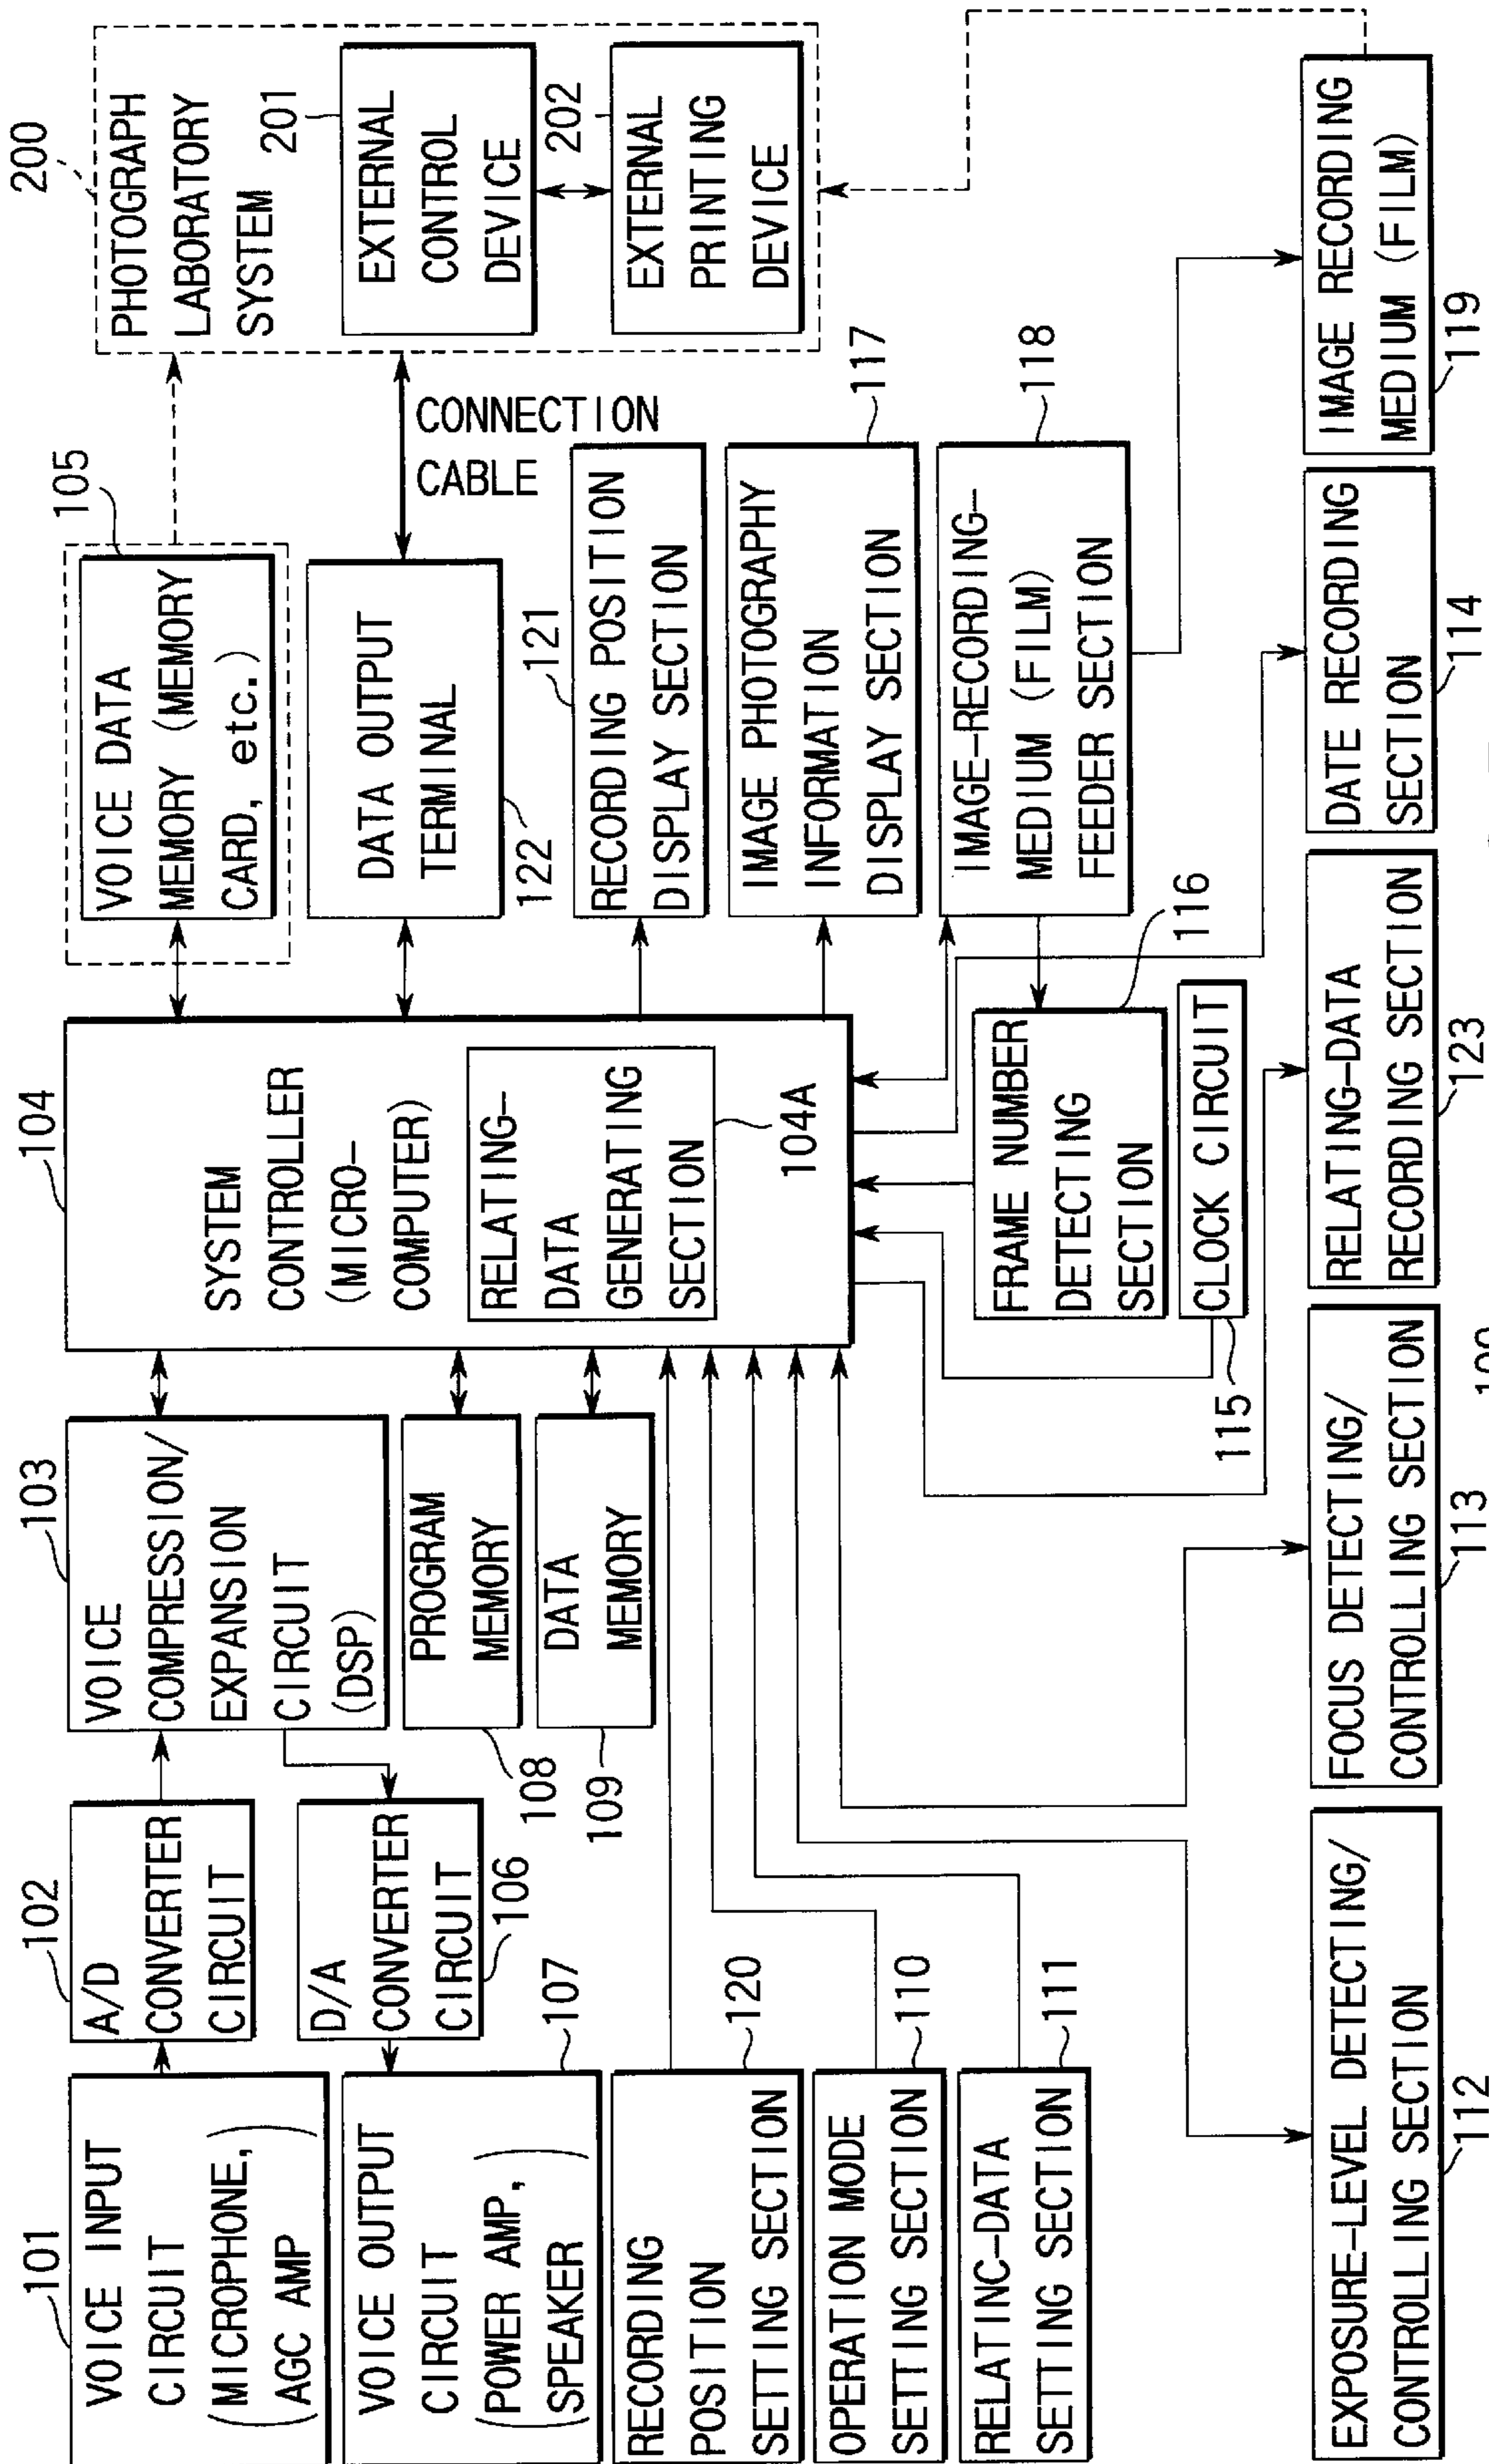 101
VOICE INPUT
CIRCUIT
(MICROPHONE,
AGC AMP)
102
A/D
CONVERTER
CIRCUIT
103
VOICE
COMPRESSION/
EXPANSION
CIRCUIT
(DSP)
104
SYSTEM
CONTROLLER
(MICRO-
COMPUTER)
RELATING-
DATA
GENERATING
SECTION
104A
105
VOICE DATA
MEMORY (MEMORY
CARD, etc.)
200
PHOTOGRAPH
LABORATORY
SYSTEM
201
EXTERNAL
CONTROL
DEVICE
202
EXTERNAL
PRINTING
DEVICE
VOICE OUTPUT
CIRCUIT
(POWER AMP,
SPEAKER)
107
D/A
CONVERTER
CIRCUIT
106
PROGRAM
MEMORY
108
DATA
MEMORY
109
DATA OUTPUT
TERMINAL
122
CONNECTION
CABLE
121
RECORDING POSITION
DISPLAY SECTION
IMAGE PHOTOGRAPHY
INFORMATION
DISPLAY SECTION
117
IMAGE-RECORDING-
MEDIUM (FILM)
FEEDER SECTION
118
RECORDING
POSITION
SETTING SECTION
120
OPERATION MODE
SETTING SECTION
110
RELATINC-DATA
SETTING SECTION
111
FRAME NUMBER
DETECTING
SECTION
116
CLOCK CIRCUIT
115
EXPOSURE-LEVEL DETECTING/
CONTROLLING SECTION
112
FOCUS DETECTING/
CONTROLLING SECTION
113
RELATING-DATA
RECORDING SECTION
123
DATE RECORDING
SECTION
114
IMAGE RECORDING
MEDIUM (FILM)
119